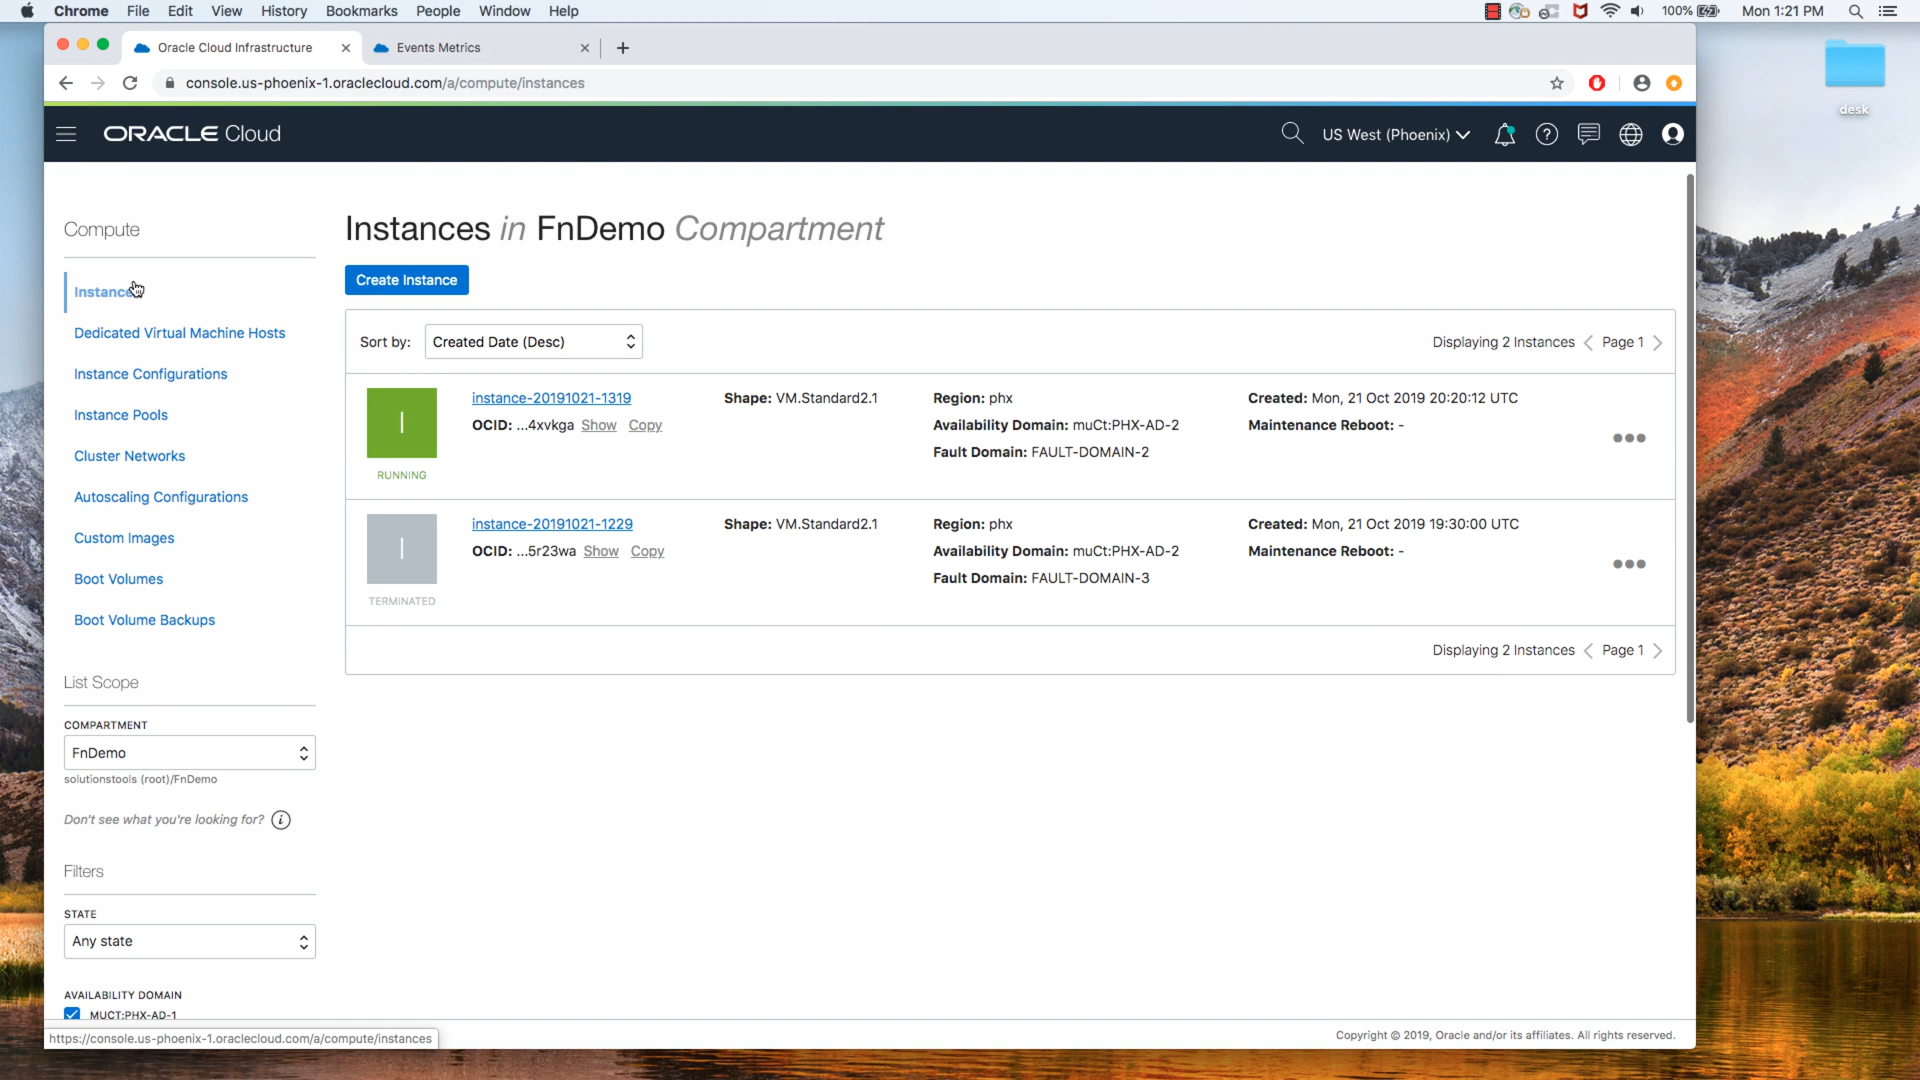 Chrome File Edit View History Bookmarks People Window Help
100% Mon 1:21 PM
Oracle Cloud Infrastructure
Events Metrics
desk
console.us-phoenix-1.oraclecloud.com/a/compute/instances
ORACLE Cloud
US West (Phoenix)
Compute
Instances in FnDemo Compartment
Create Instance
Dedicated Virtual Machine Hosts
Instance Configurations
Instance Pools
Cluster Networks
Autoscaling Configurations
Custom Images
Boot Volumes
Boot Volume Backups
List Scope
COMPARTMENT
FnDemo
solutionstools (root)/FnDemo
Don't see what you're looking for?
Filters
STATE
Any state
AVAILABILITY DOMAIN
MUCT:PHX-AD-1
Sort by: Created Date (Desc)
Displaying 2 Instances Page 1
RUNNING
instance-20191021-1319
OCID: ...4xvkga Show Copy
Shape: VM.Standard2.1
Region: phx
Availability Domain: muCt:PHX-AD-2
Fault Domain: FAULT-DOMAIN-2
Created: Mon, 21 Oct 2019 20:20:12 UTC
Maintenance Reboot: -
TERMINATED
instance-20191021-1229
OCID: ...5r23wa Show Copy
Shape: VM.Standard2.1
Region: phx
Availability Domain: muCt:PHX-AD-2
Fault Domain: FAULT-DOMAIN-3
Created: Mon, 21 Oct 2019 19:30:00 UTC
Maintenance Reboot: -
Displaying 2 Instances Page 1
https://console.us-phoenix-1.oraclecloud.com/a/compute/instances
Copyright © 2019, Oracle and/or its affiliates. All rights reserved.